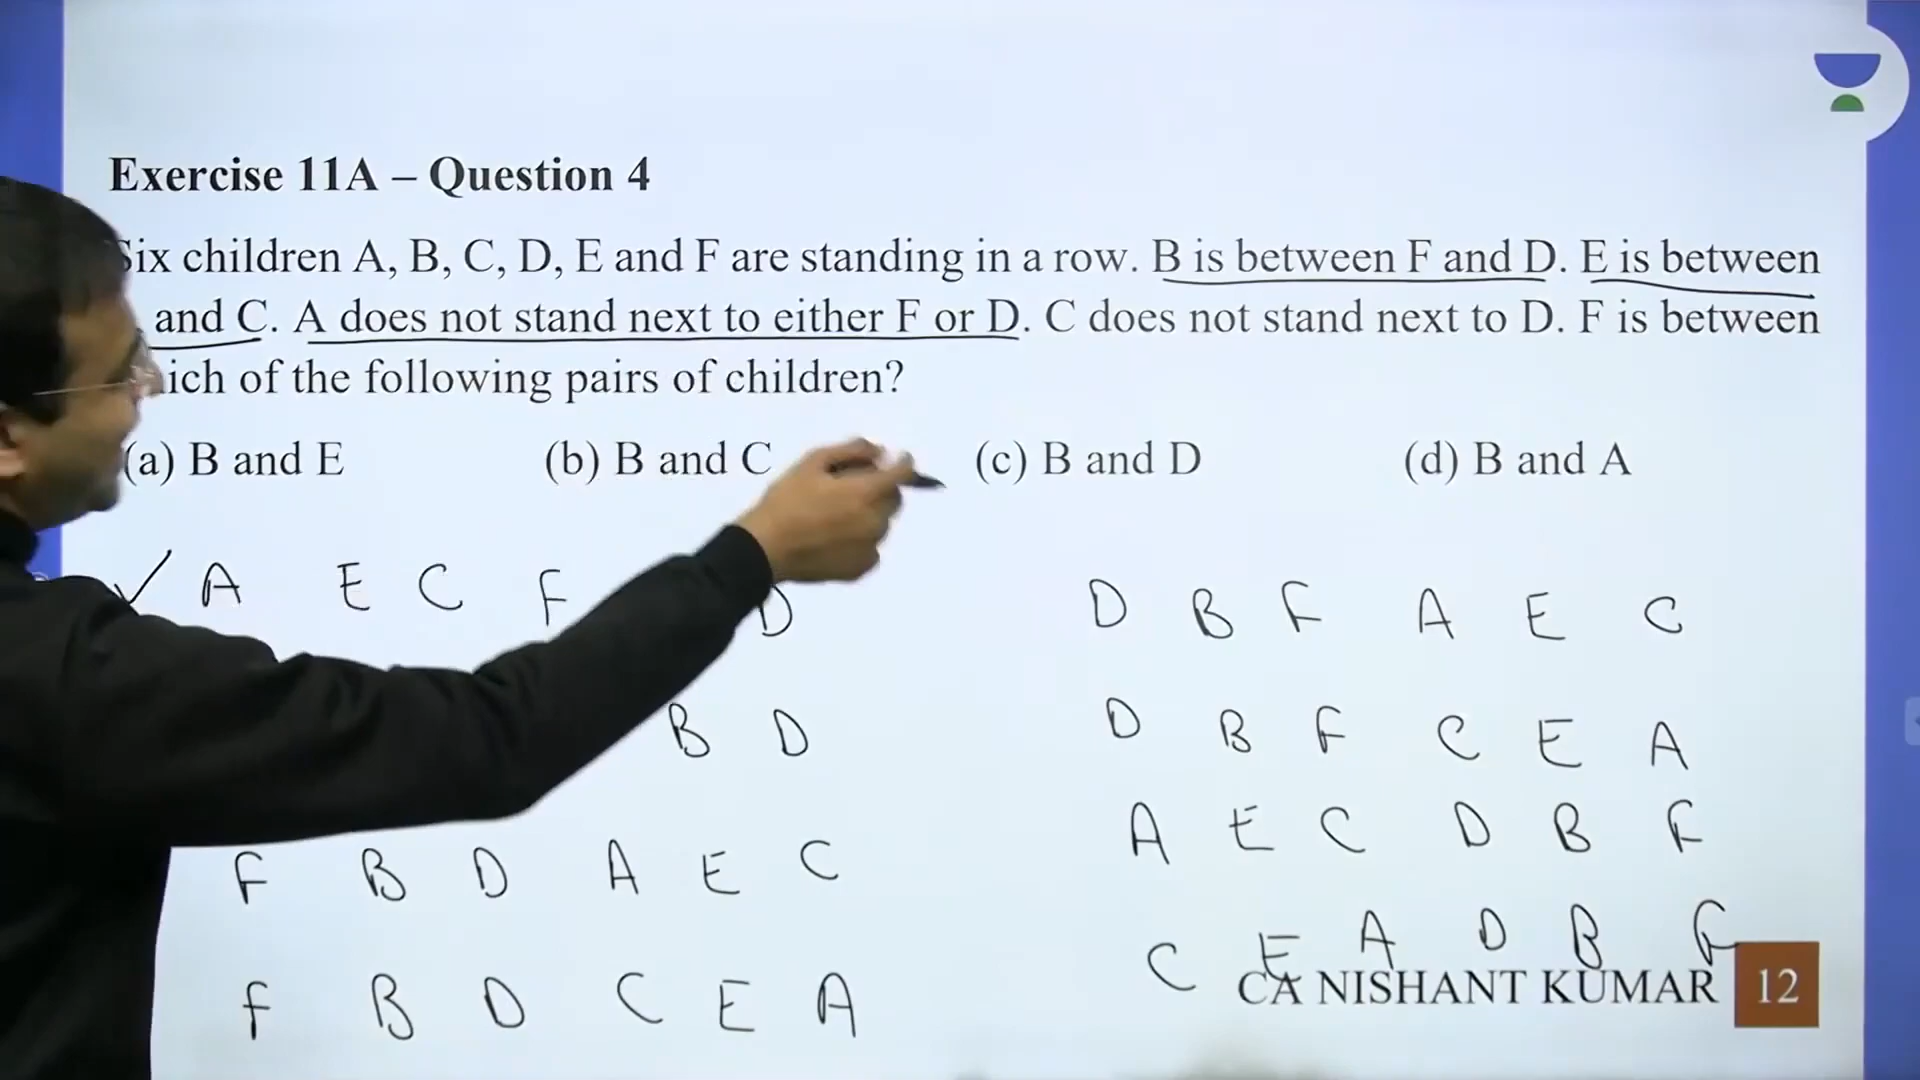 Exercise 11A – Question 4
Six children A, B, C, D, E and F are standing in a row. B is between F and D. E is between
and C. A does not stand next to either F or D. C does not stand next to D. F is between
of the following pairs of children?
(a) B and E (b) B and C (c) B and D (d) B and A
✓ A E C F D
B D
F B D A E C
F B D C E A
D B F A E C
D B F C E A
A E C D B F
C E A D B F
CA NISHANT KUMAR 12